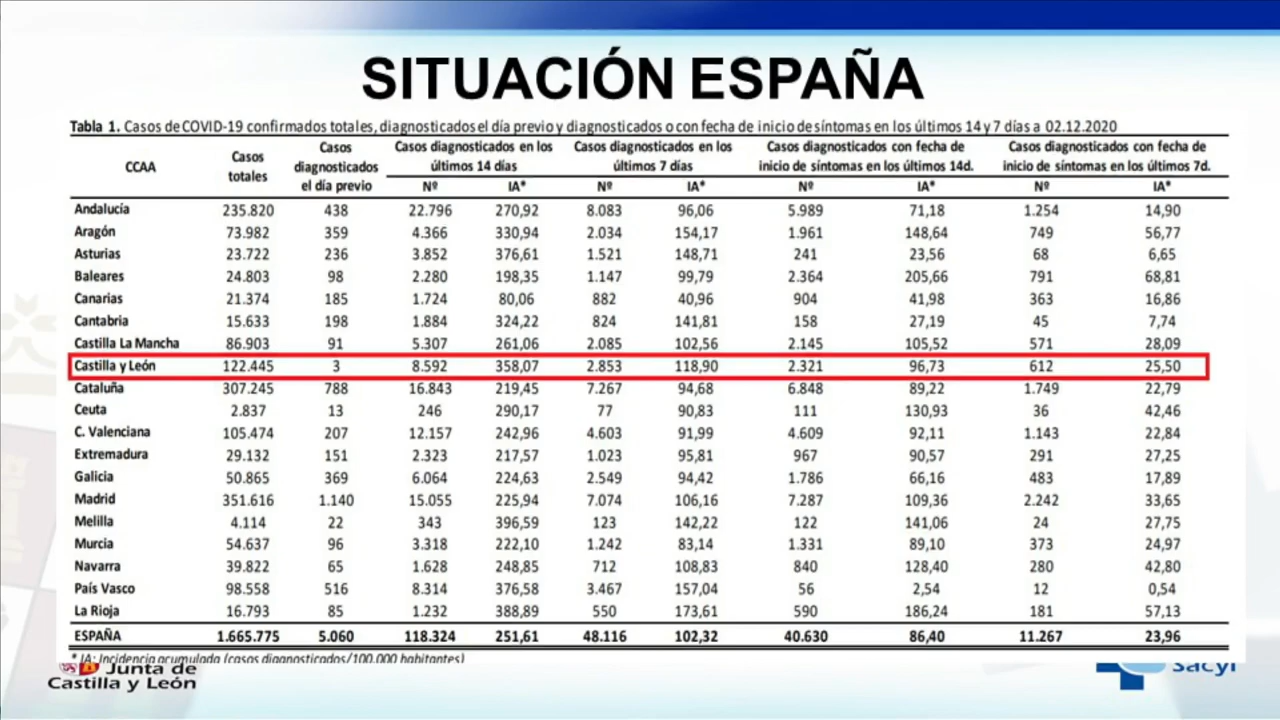 SITUACIÓN ESPAÑA
Tabla 1. Casos de COVID-19 confirmados totales, diagnosticados el día previo y diagnosticados o con fecha de inicio de síntomas en los últimos 14 y 7 días a 02.12.2020
CCAA Casos totales Casos diagnosticados el día previo Casos diagnosticados en los últimos 14 días Casos diagnosticados en los últimos 7 días Casos diagnosticados con fecha de inicio de síntomas en los últimos 14d. Casos diagnosticados con fecha de inicio de síntomas en los últimos 7d.
Nº IA* Nº IA* Nº IA* Nº IA*
Andalucía 235.820 438 22.796 270,92 8.083 96,06 5.989 71,18 1.254 14,90
Aragón 73.982 359 4.366 330,94 2.034 154,17 1.961 148,64 749 56,77
Asturias 23.722 236 3.852 376,61 1.521 148,71 241 23,56 68 6,65
Baleares 24.803 98 2.280 198,35 1.147 99,79 2.364 205,66 791 68,81
Canarias 21.374 185 1.724 80,06 882 40,96 904 41,98 363 16,86
Cantabria 15.633 198 1.884 324,22 824 141,81 158 27,19 45 7,74
Castilla La Mancha 86.903 91 5.307 261,06 2.085 102,56 2.145 105,52 571 28,09
Castilla y León 122.445 3 8.592 358,07 2.853 118,90 2.321 96,73 612 25,50
Cataluña 307.245 788 16.843 219,45 7.267 94,68 6.848 89,22 1.749 22,79
Ceuta 2.837 13 246 290,17 77 90,83 111 130,93 36 42,46
C. Valenciana 105.474 207 12.157 242,96 4.603 91,99 4.609 92,11 1.143 22,84
Extremadura 29.132 151 2.323 217,57 1.023 95,81 967 90,57 291 27,25
Galicia 50.865 369 6.064 224,63 2.549 94,42 1.786 66,16 483 17,89
Madrid 351.616 1.140 15.055 225,94 7.074 106,16 7.287 109,36 2.242 33,65
Melilla 4.114 22 343 396,59 123 142,22 122 141,06 24 27,75
Murcia 54.637 96 3.318 222,10 1.242 83,14 1.331 89,10 373 24,97
Navarra 39.822 65 1.628 248,85 712 108,83 840 128,40 280 42,80
País Vasco 98.558 516 8.314 376,58 3.467 157,04 56 2,54 12 0,54
La Rioja 16.793 85 1.232 388,89 550 173,61 590 186,24 181 57,13
ESPAÑA 1.665.775 5.060 118.324 251,61 48.116 102,32 40.630 86,40 11.267 23,96
* IA: Incidencia acumulada (casos diagnosticados/100.000 habitantes)
Junta de
Castilla y León
Sacyl